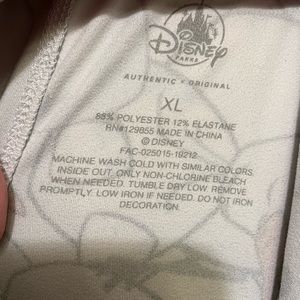 Disney
PARKS
AUTHENTIC • ORIGINAL
XL
88% POLYESTER 12% ELASTANE
RN#129855 MADE IN CHINA
© DISNEY
FAC-025015-19212
MACHINE WASH COLD WITH SIMILAR COLORS
INSIDE OUT. ONLY NON-CHLORINE BLEACH
WHEN NEEDED. TUMBLE DRY LOW. REMOVE
PROMPTLY. LOW IRON IF NEEDED. DO NOT IRON
DECORATION.